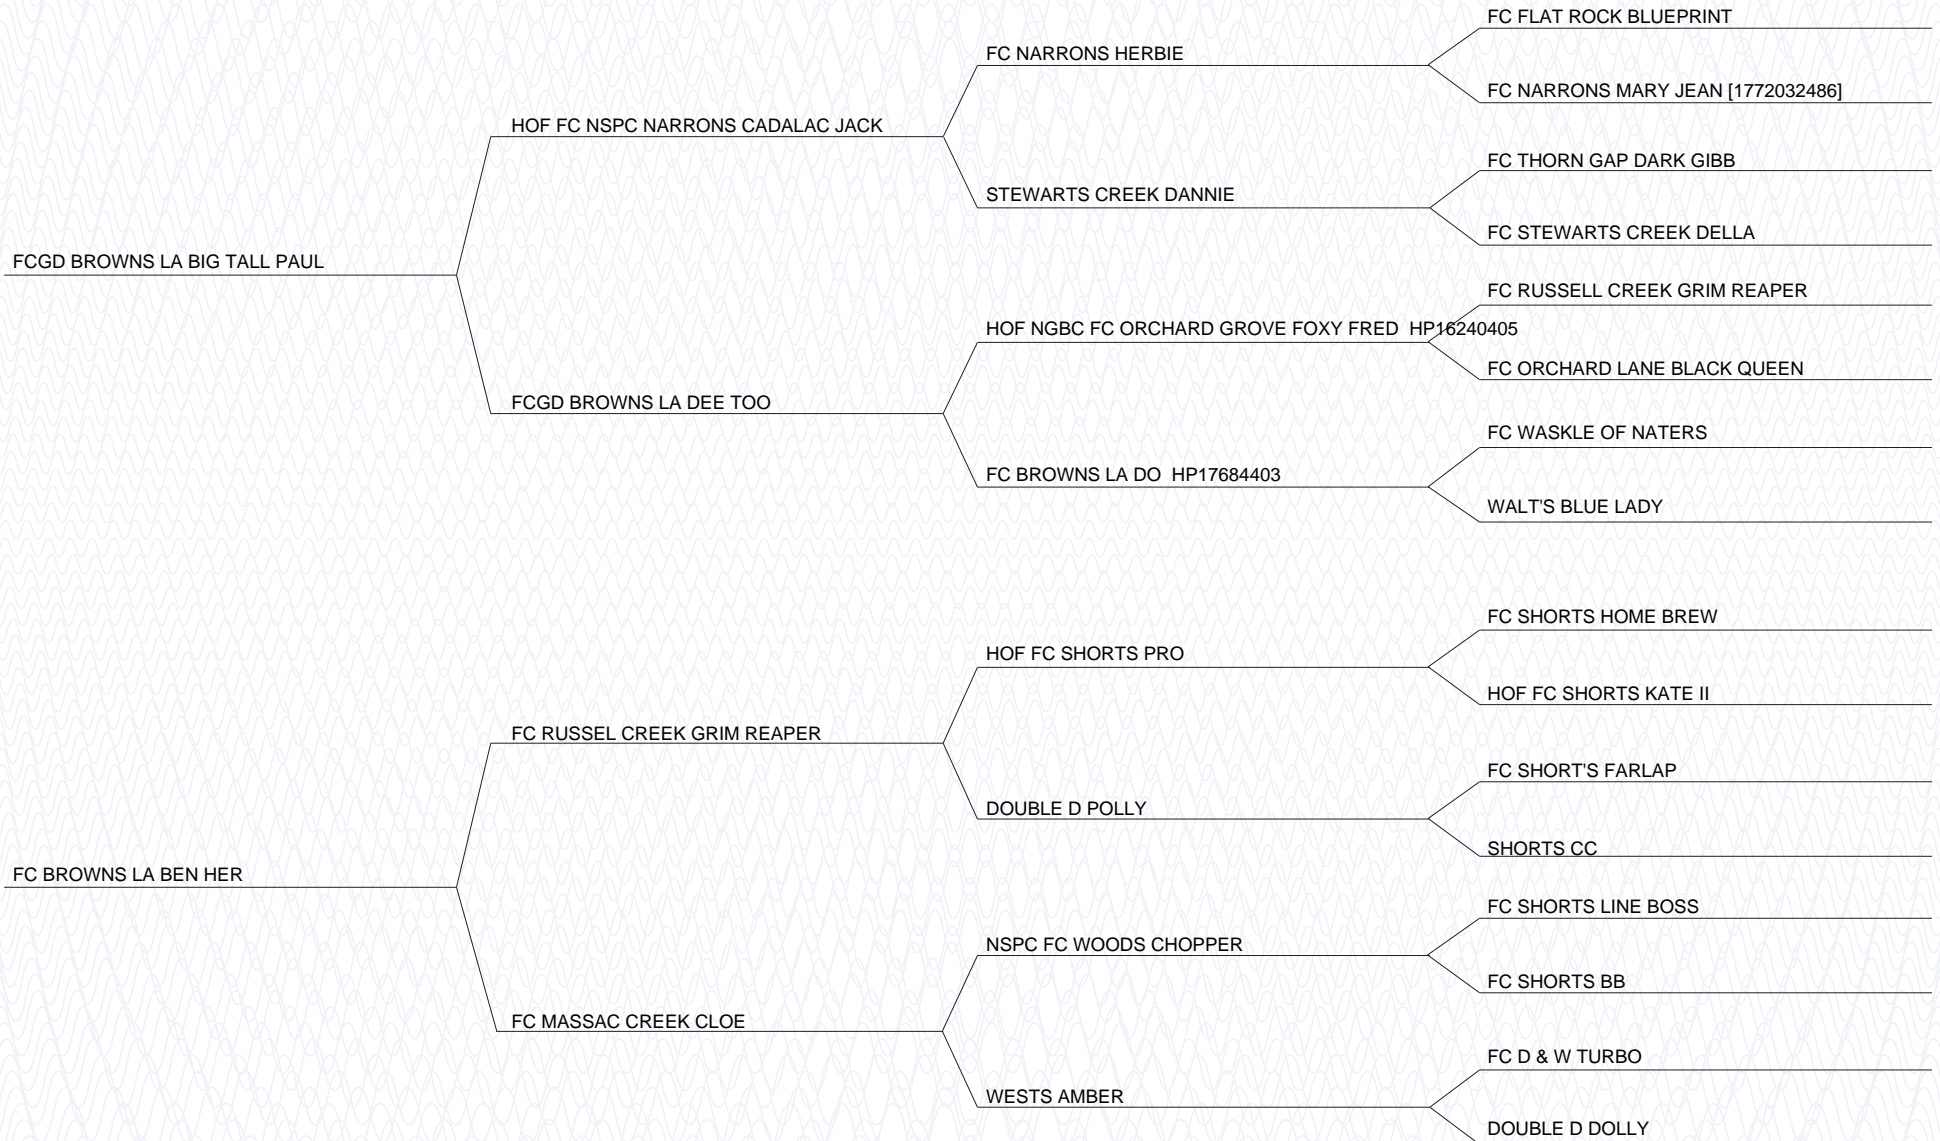 FC FLAT ROCK BLUEPRINT
FC NARRONS HERBIE
FC NARRONS MARY JEAN [1772032486]
HOF FC NSPC NARRONS CADALAC JACK
FC THORN GAP DARK GIBB
STEWARTS CREEK DANNIE
FC STEWARTS CREEK DELLA
FCGD BROWNS LA BIG TALL PAUL
FC RUSSELL CREEK GRIM REAPER
HOF NGBC FC ORCHARD GROVE FOXY FRED HP16240405
FC ORCHARD LANE BLACK QUEEN
FCGD BROWNS LA DEE TOO
FC WASKLE OF NATERS
FC BROWNS LA DO HP17684403
WALT'S BLUE LADY
FC SHORTS HOME BREW
HOF FC SHORTS PRO
HOF FC SHORTS KATE II
FC RUSSEL CREEK GRIM REAPER
FC SHORT'S FARLAP
DOUBLE D POLLY
SHORTS CC
FC BROWNS LA BEN HER
FC SHORTS LINE BOSS
NSPC FC WOODS CHOPPER
FC SHORTS BB
FC MASSAC CREEK CLOE
FC D & W TURBO
WESTS AMBER
DOUBLE D DOLLY